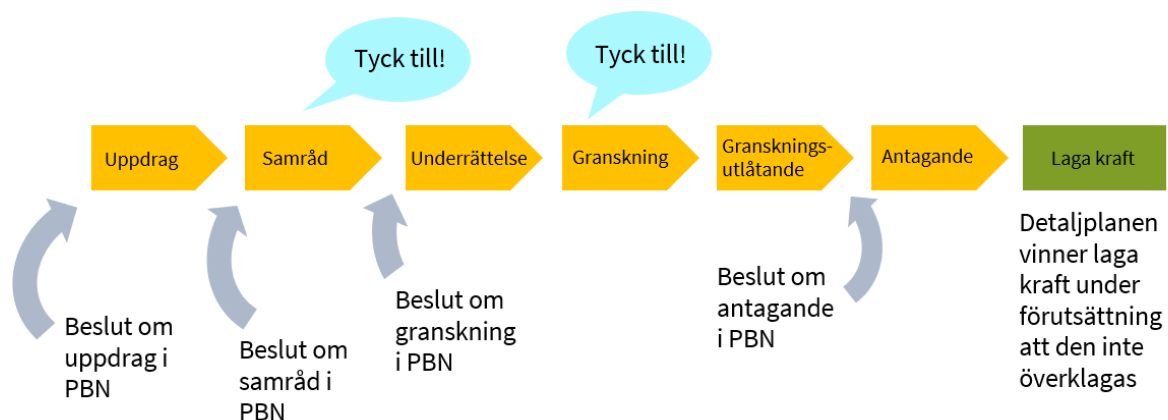 Tyck till!
Tyck till!
Uppdrag
Samråd
Underrättelse
Granskning
Gransknings-
utlåtande
Antagande
Laga kraft
Beslut om
uppdrag i
PBN
Beslut om
samråd i
PBN
Beslut om
granskning
i PBN
Beslut om
antagande
i PBN
Detaljplanen
vinner laga
kraft under
förutsättning
att den inte
överklagas